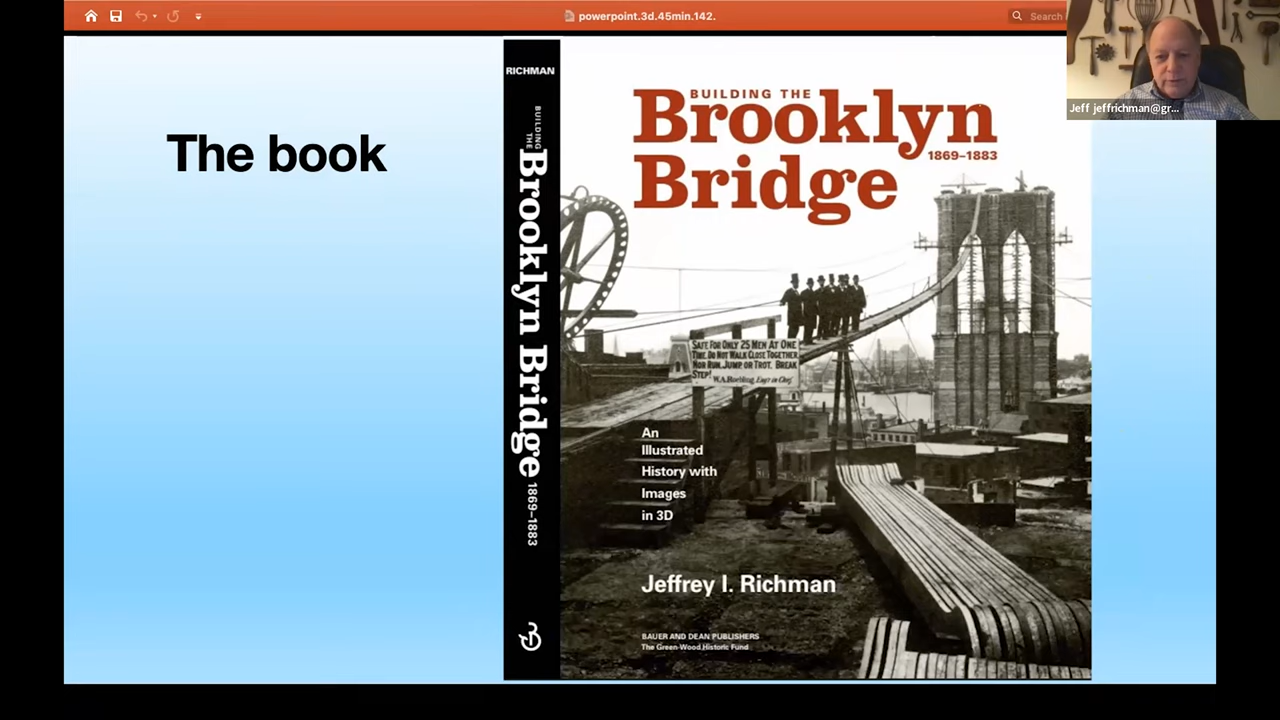 powerpoint.3d.45min.142.
Search
Jeff jeffrichman@gr...
The book
RICHMAN
BUILDING THE
Brooklyn Bridge
1869–1883
BUILDING THE
Brooklyn
1869–1883
Bridge
SAFE FOR ONLY 25 MEN AT ONE
TIME. DO NOT WALK CLOSE TOGETHER,
NOR RUN, JUMP, OR TROT. BREAK
STEP!
W.A. Roebling, Engr in Chief
An
Illustrated
History with
Images
in 3D
Jeffrey I. Richman
BAUER AND DEAN PUBLISHERS
The Green-Wood Historic Fund